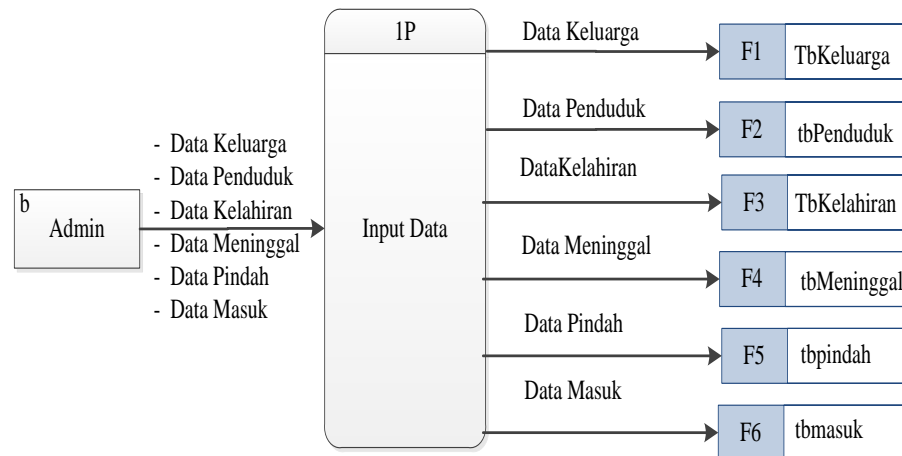 b
Admin
- Data Keluarga
- Data Penduduk
- Data Kelahiran
- Data Meninggal
- Data Pindah
- Data Masuk
1P
Input Data
Data Keluarga
F1 TbKeluarga
Data Penduduk
F2 tbPenduduk
DataKelahiran
F3 TbKelahiran
Data Meninggal
F4 tbMeninggal
Data Pindah
F5 tbpindah
Data Masuk
F6 tbmasuk